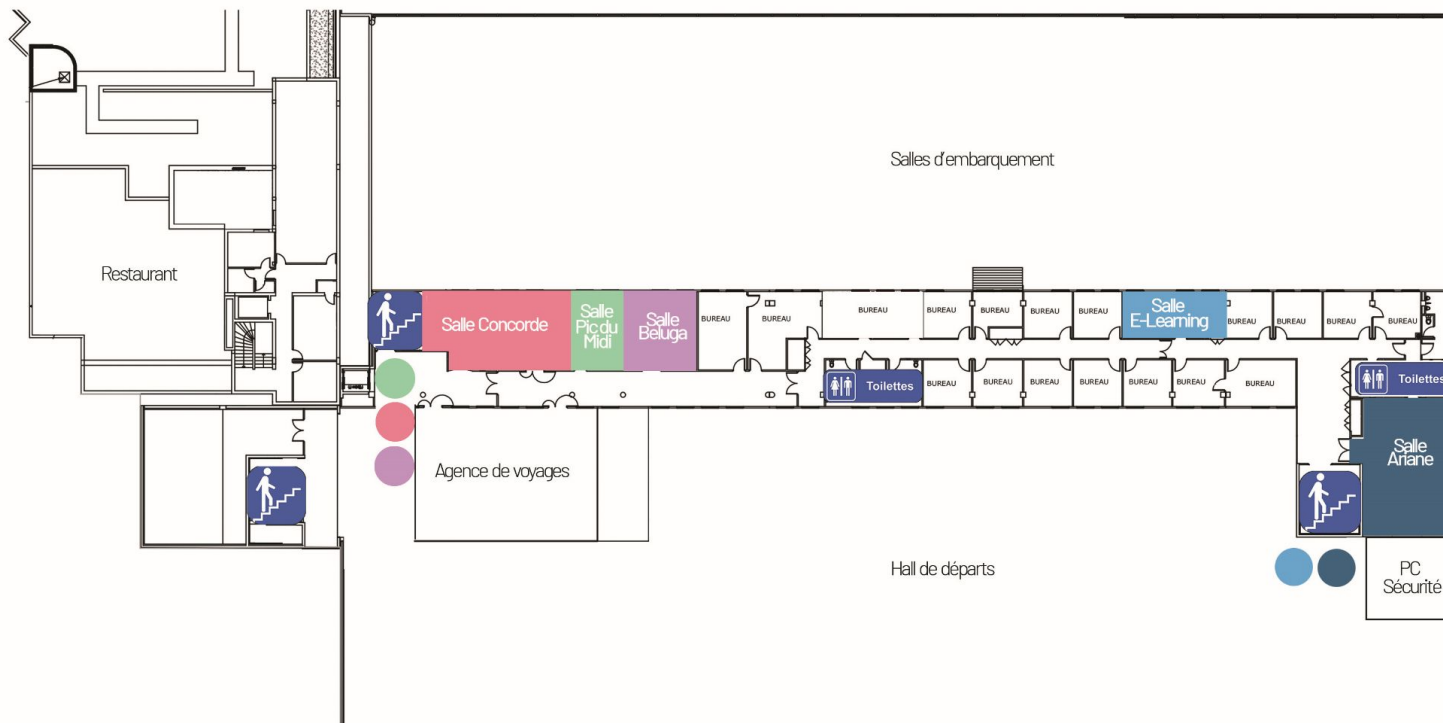 Salles d'embarquement
Restaurant
Salle Concorde
Salle
Pic du
Midi
Salle
Beluga
BUREAU
BUREAU
BUREAU
BUREAU
BUREAU
BUREAU
BUREAU
Salle
E-Learning
BUREAU
BUREAU
BUREAU
BUREAU
Toilettes
BUREAU
BUREAU
BUREAU
BUREAU
BUREAU
BUREAU
BUREAU
Toilettes
Salle
Ariane
Agence de voyages
Hall de départs
PC
Sécurité